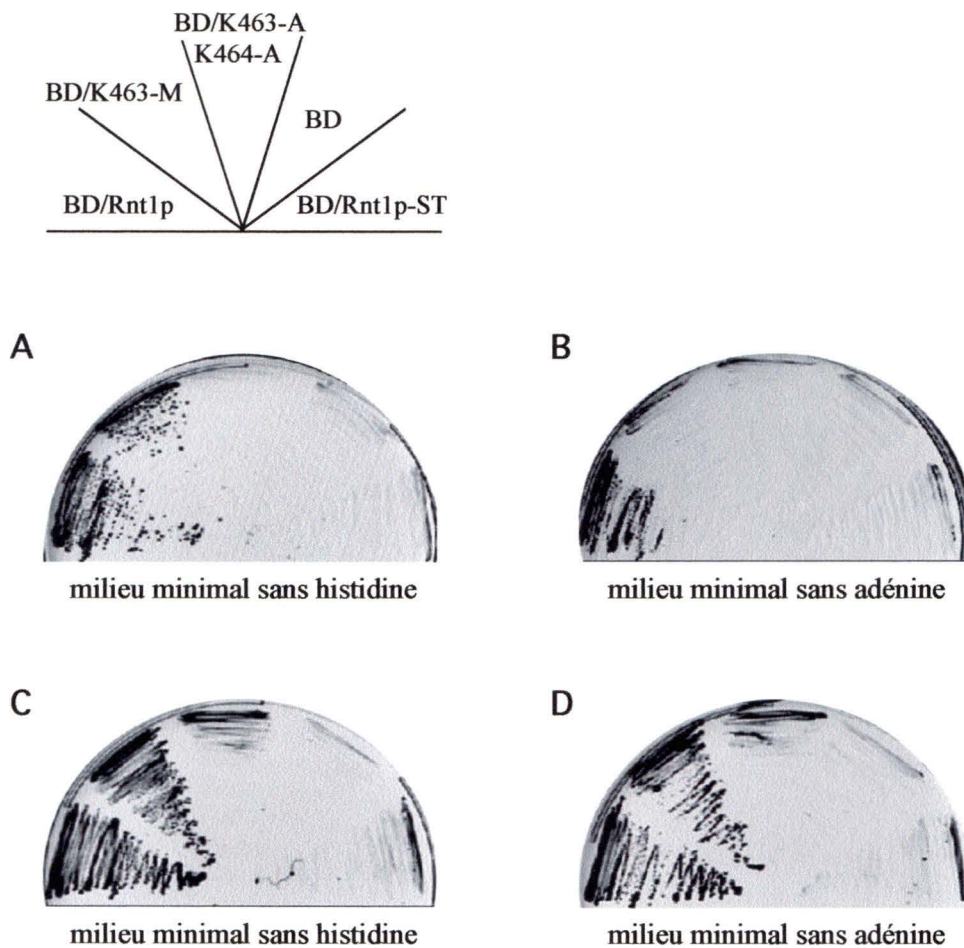 BD/K463-A
K464-A
BD/K463-M
BD
BD/Rnt1p
BD/Rnt1p-ST
A
B
milieu minimal sans histidine
milieu minimal sans adénine
C
D
milieu minimal sans histidine
milieu minimal sans adénine